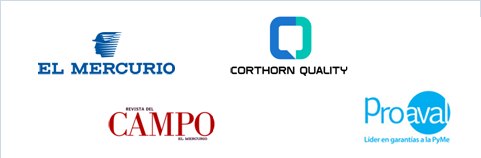 EL MERCURIO
CORTHORN QUALITY
REVISTA DEL
CAMPO
EL MERCURIO
Proaval
Líder en garantías a la PyMe